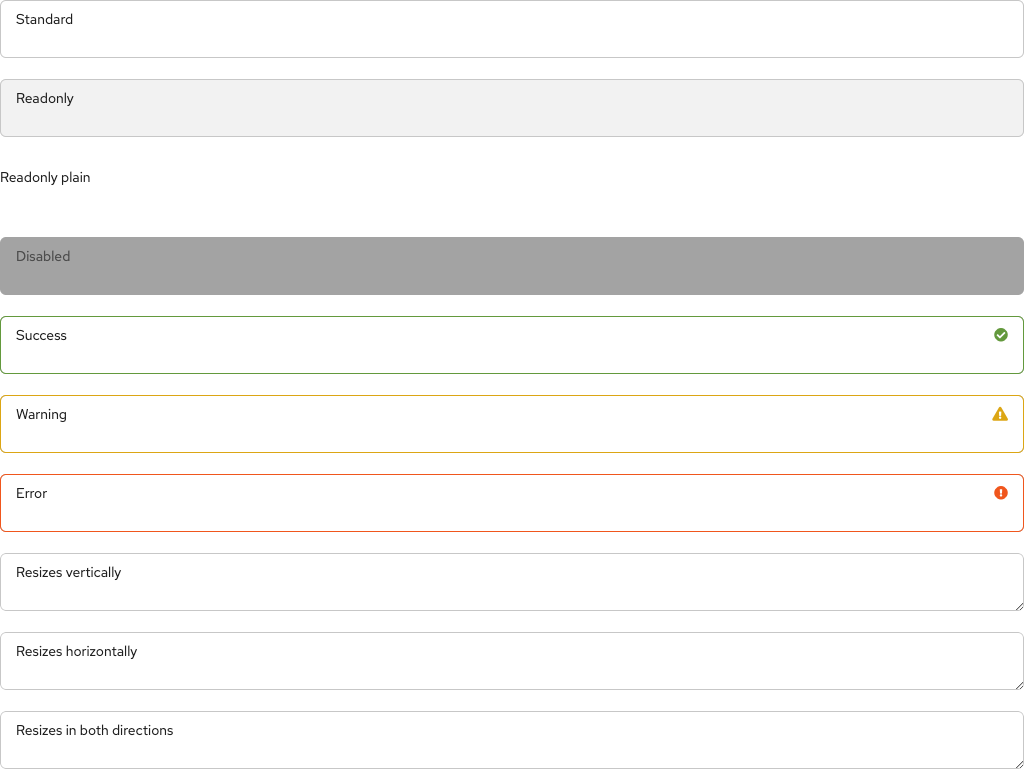 Standard
Readonly
Readonly plain
Disabled
Success
Warning
Error
Resizes vertically
Resizes horizontally
Resizes in both directions